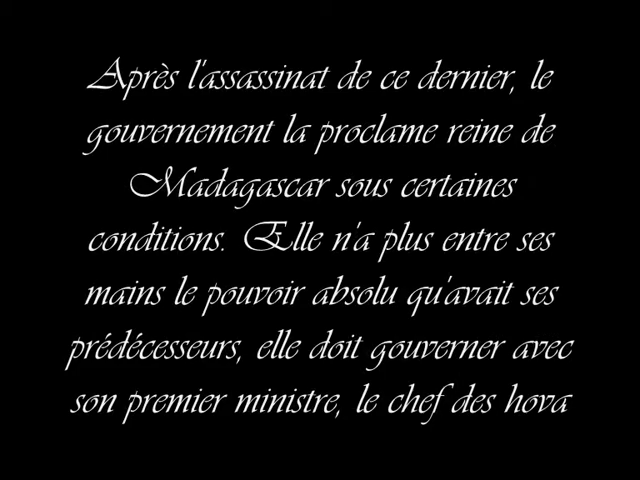 Après l'assassinat de ce dernier, le
gouvernement la proclame reine de
Madagascar sous certaines
conditions. Elle n'a plus entre ses
mains le pouvoir absolu qu'avait ses
prédécesseurs, elle doit gouverner avec
son premier ministre, le chef des hova